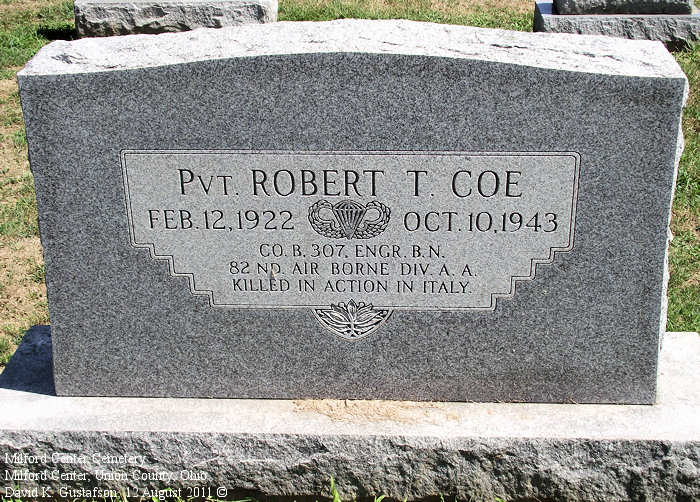 PVT. ROBERT T. COE
FEB. 12, 1922 OCT. 10, 1943
CO. B. 307. ENGR. B.N.
82 ND. AIR BORNE DIV. A. A.
KILLED IN ACTION IN ITALY.
Milford Center Cemetery
Milford Center, Union County, Ohio
David K. Gustafson, 12 August 2011 ©